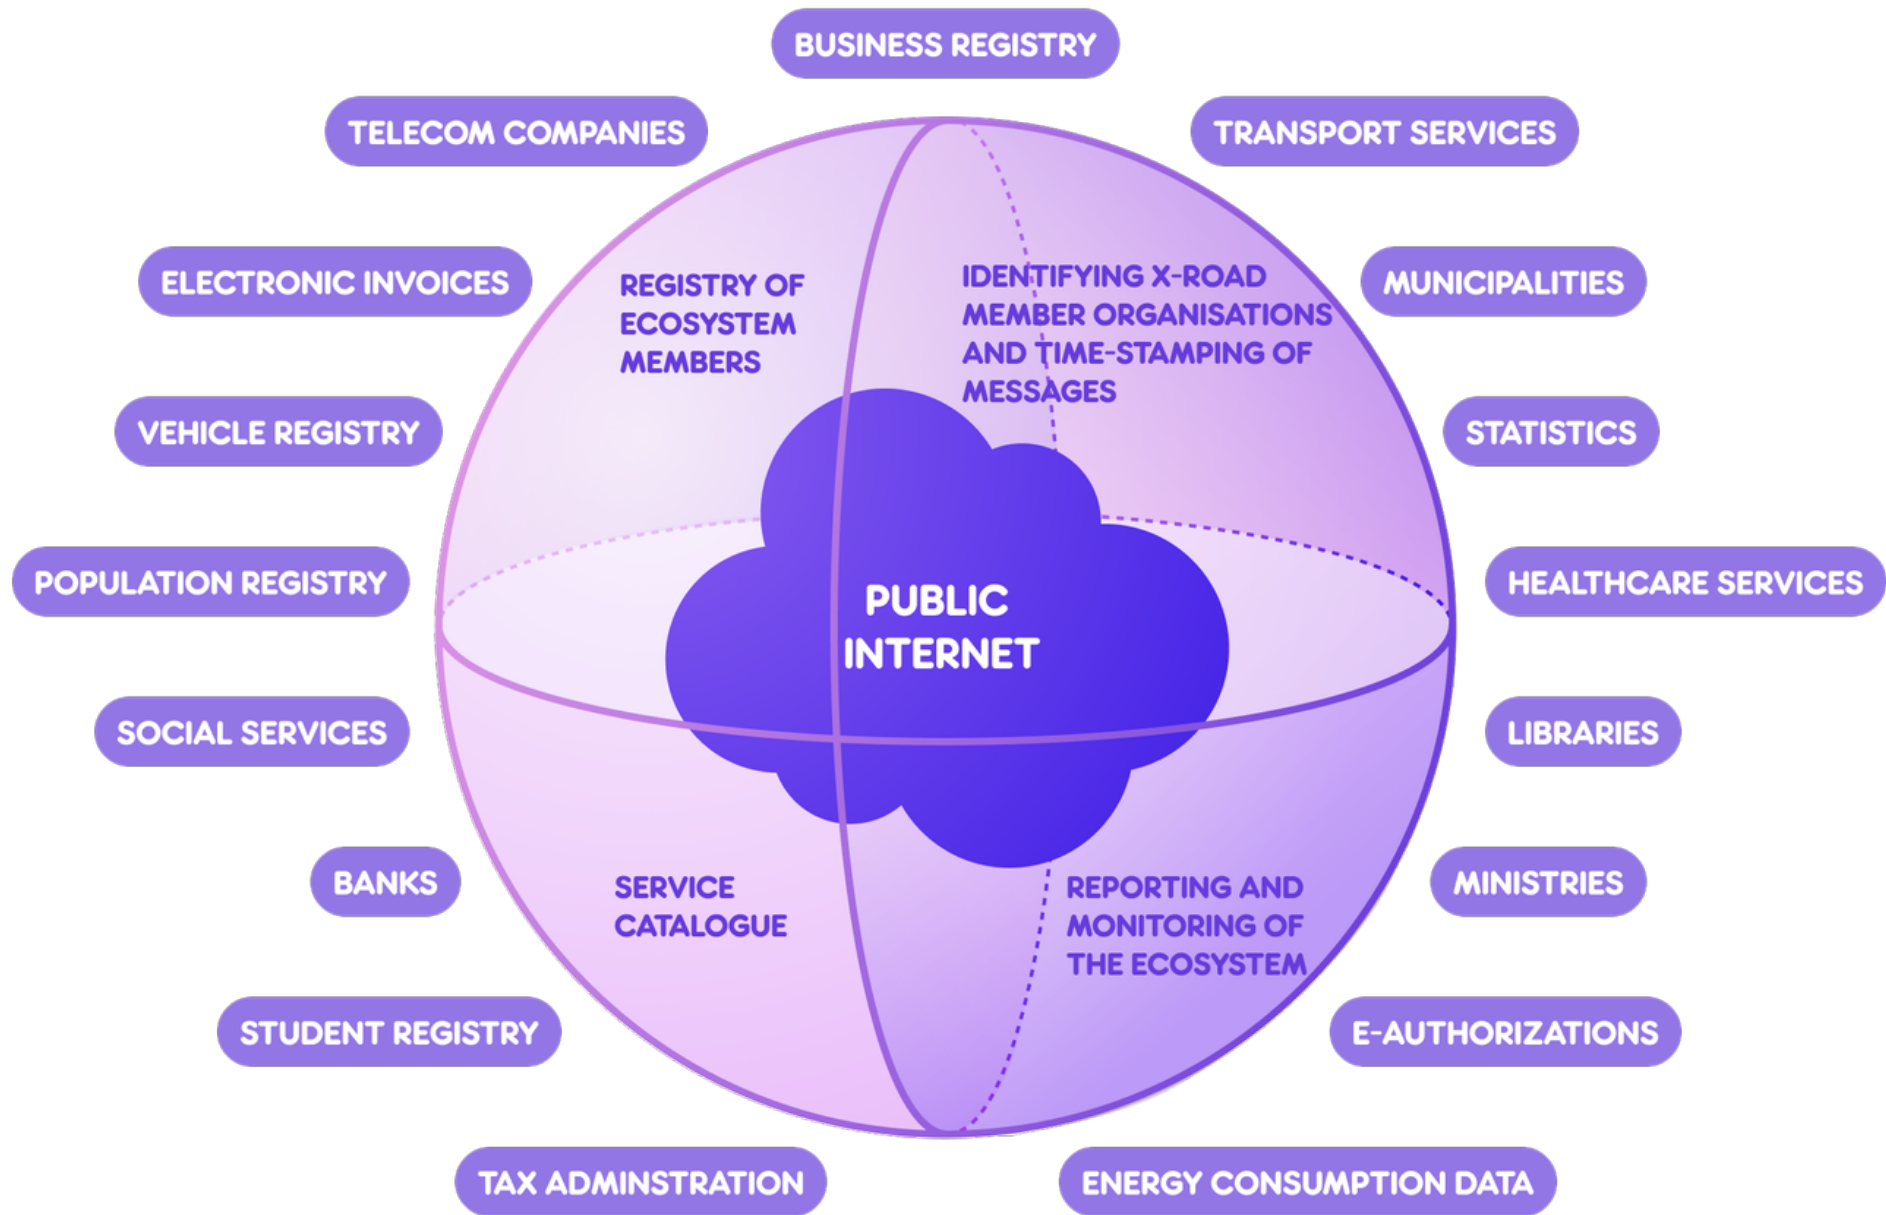 BUSINESS REGISTRY
TELECOM COMPANIES
TRANSPORT SERVICES
ELECTRONIC INVOICES
REGISTRY OF
ECOSYSTEM
MEMBERS
IDENTIFYING X-ROAD
MEMBER ORGANISATIONS
AND TIME-STAMPING OF
MESSAGES
MUNICIPALITIES
VEHICLE REGISTRY
STATISTICS
POPULATION REGISTRY
PUBLIC
INTERNET
HEALTHCARE SERVICES
SOCIAL SERVICES
LIBRARIES
BANKS
SERVICE
CATALOGUE
REPORTING AND
MONITORING OF
THE ECOSYSTEM
MINISTRIES
STUDENT REGISTRY
E-AUTHORIZATIONS
TAX ADMINSTRATION
ENERGY CONSUMPTION DATA